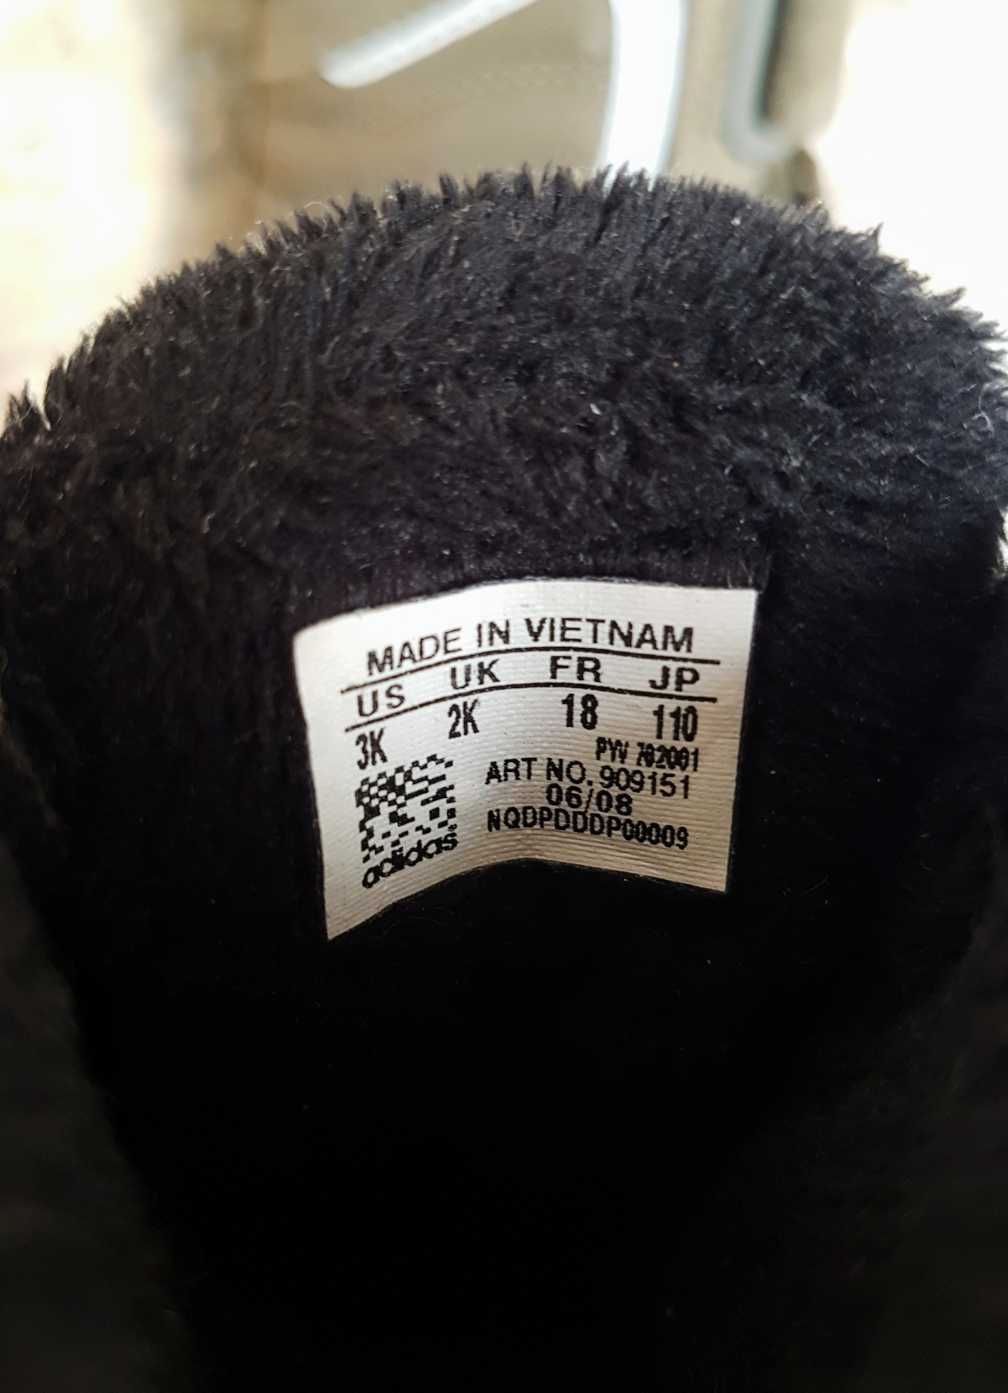 MADE IN VIETNAM
US UK FR JP
3K 2K 18 110
PYV 702001
ART NO. 909151
06/08
NQDPDDDP00009
adidas